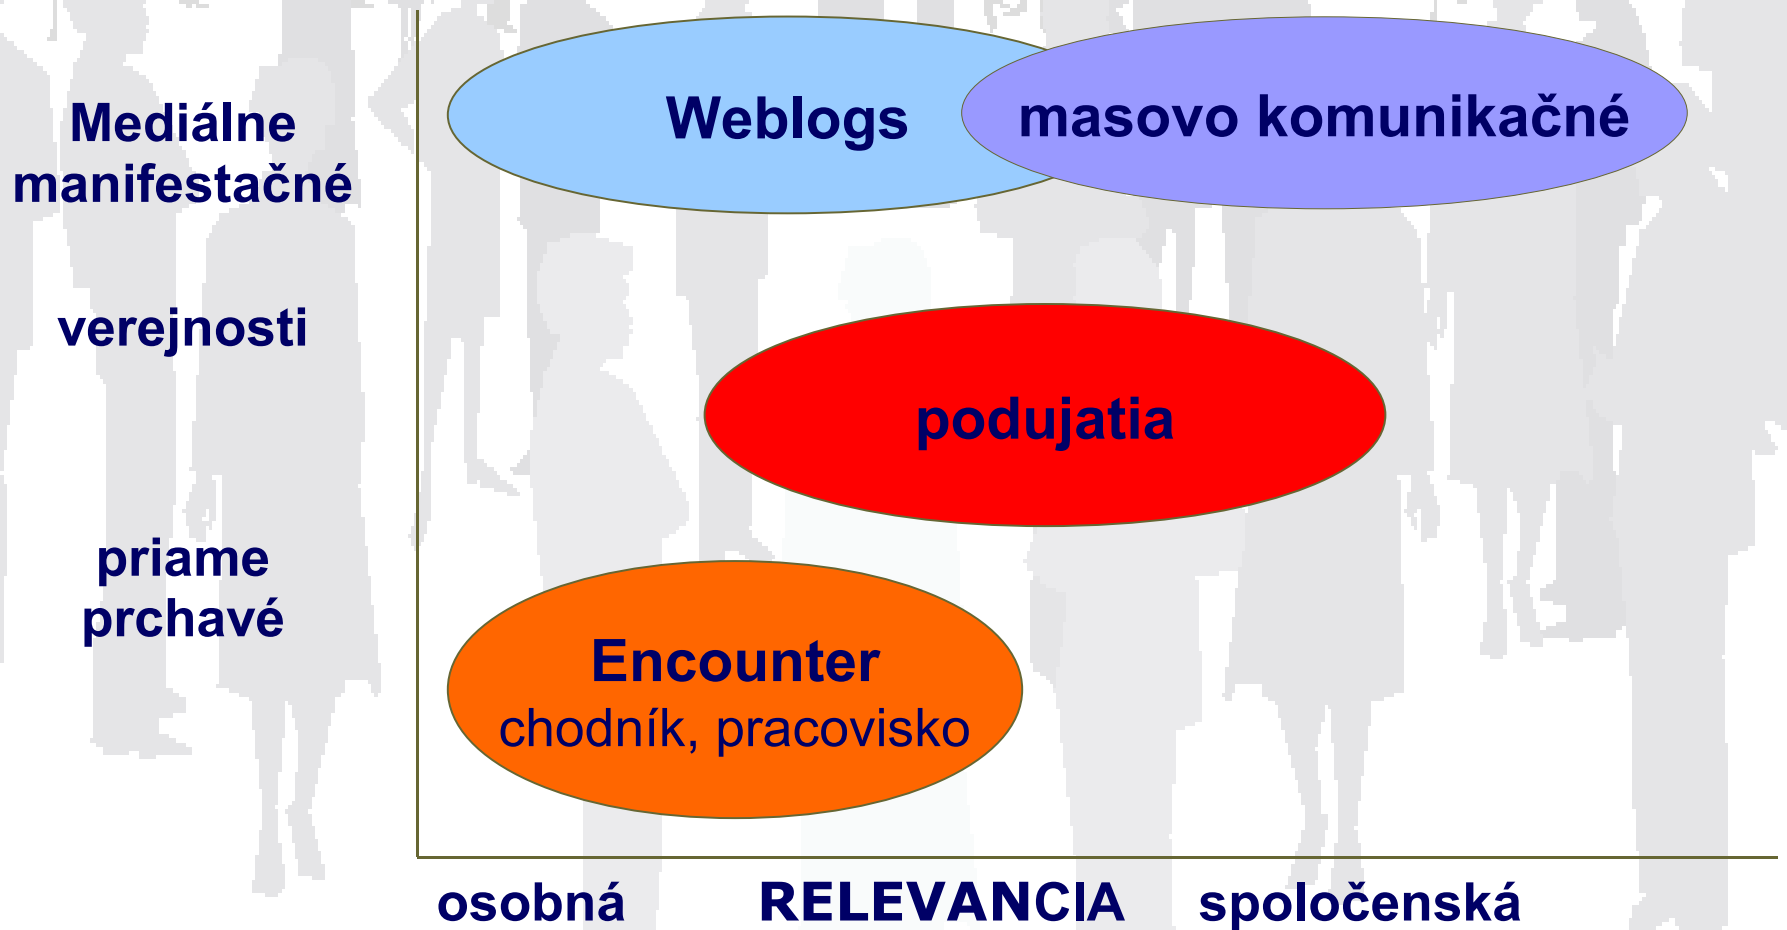 Mediálne
manifestačné
verejnosti
priame
prchavé
Weblogs
masovo komunikačné
podujatia
Encounter
chodník, pracovisko
osobná RELEVANCIA spoločenská